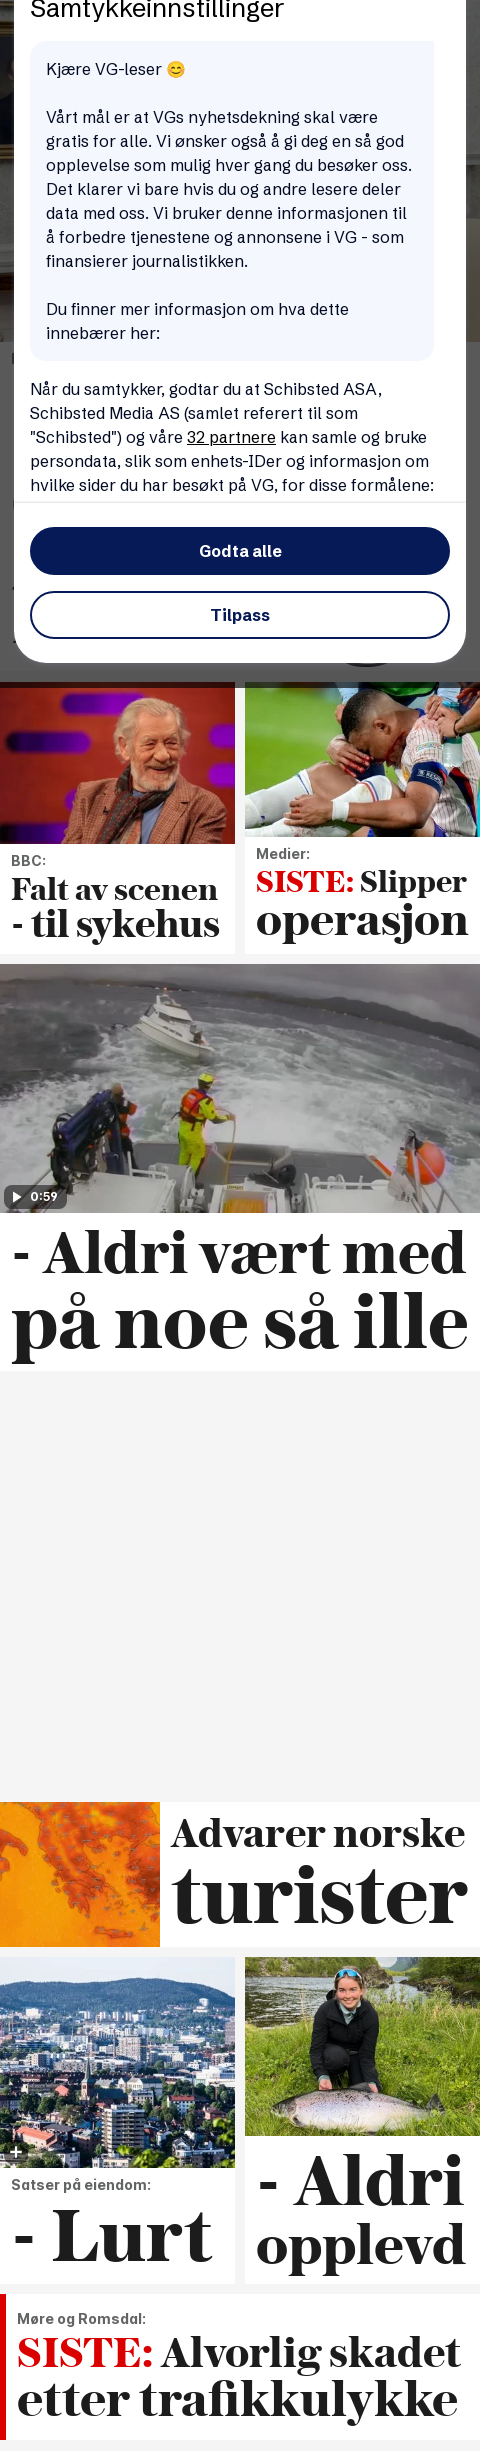 Samtykkeinnstillinger
Kjære VG-leser 😊
Vårt mål er at VGs nyhetsdekning skal være
gratis for alle. Vi ønsker også å gi deg en så god
opplevelse som mulig hver gang du besøker oss.
Det klarer vi bare hvis du og andre lesere deler
data med oss. Vi bruker denne informasjonen til
å forbedre tjenestene og annonsene i VG - som
finansierer journalistikken.
Du finner mer informasjon om hva dette
innebærer her:
Når du samtykker, godtar du at Schibsted ASA,
Schibsted Media AS (samlet referert til som
"Schibsted") og våre 32 partnere kan samle og bruke
persondata, slik som enhets-IDer og informasjon om
hvilke sider du har besøkt på VG, for disse formålene:
Godta alle
Tilpass
BBC:
Falt av scenen
- til sykehus
Medier:
SISTE: Slipper
operasjon
0:59
- Aldri vært med
på noe så ille
Advarer norske
turister
Satser på eiendom:
- Lurt
- Aldri
opplevd
Møre og Romsdal:
SISTE: Alvorlig skadet
etter trafikkulykke